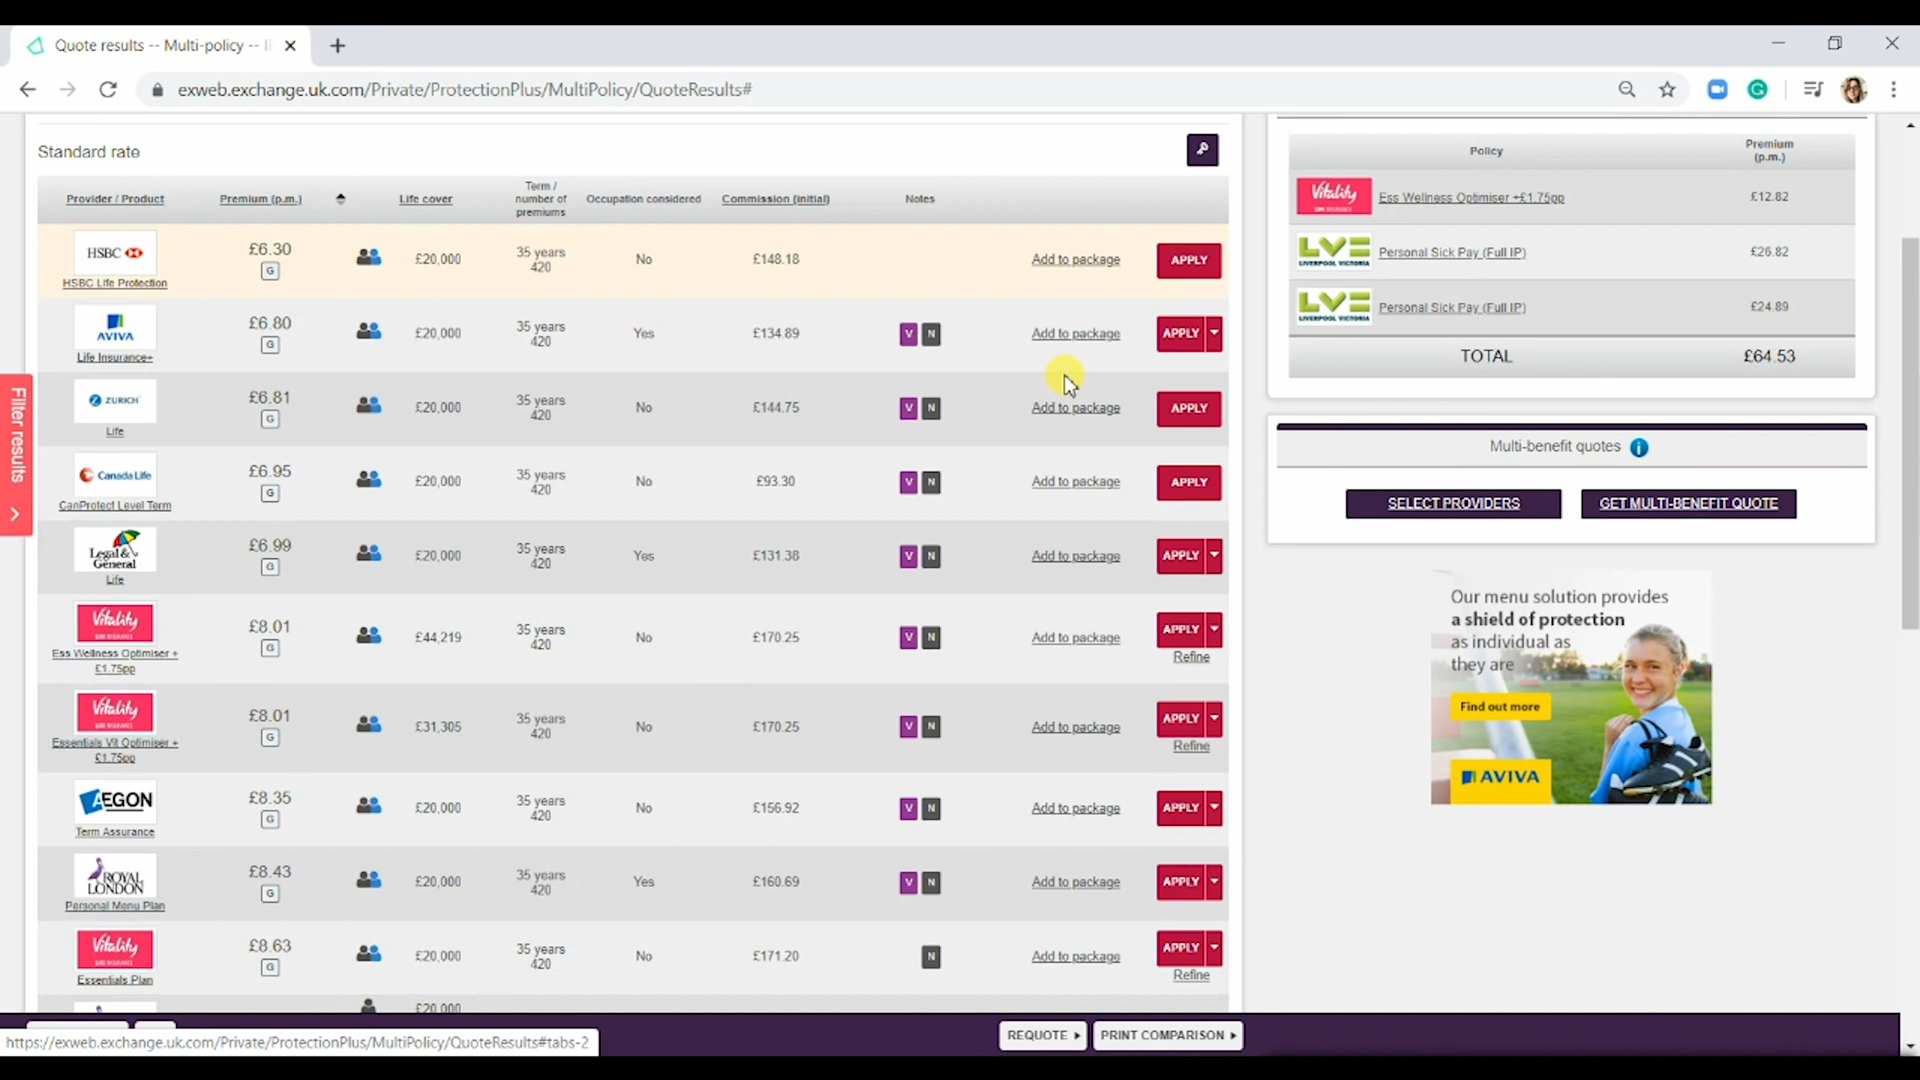 Quote results -- Multi-policy -- I
exweb.exchange.uk.com/Private/ProtectionPlus/MultiPolicy/QuoteResults#
Standard rate
Provider / Product
Premium (p.m.)
Life cover
Term /
number of
premiums
Occupation considered
Commission (initial)
Notes
HSBC
HSBC Life Protection
£6.30
G
£20,000
35 years
420
No
£148.18
Add to package
APPLY
AVIVA
Life Insurance+
£6.80
G
£20,000
35 years
420
Yes
£134.89
V N
Add to package
APPLY
ZURICH
Life
£6.81
G
£20,000
35 years
420
No
£144.75
V N
Add to package
APPLY
Canada Life
CanProtect Level Term
£6.95
G
£20,000
35 years
420
No
£93.30
V N
Add to package
APPLY
Legal &
General
Life
£6.99
G
£20,000
35 years
420
Yes
£131.38
V N
Add to package
APPLY
Vitality
LIFE INSURANCE
Ess Wellness Optimiser +
£1.75pp
£8.01
G
£44,219
35 years
420
No
£170.25
V N
Add to package
APPLY
Refine
Vitality
LIFE INSURANCE
Essentials Vit Optimiser +
£1.75pp
£8.01
G
£31,305
35 years
420
No
£170.25
V N
Add to package
APPLY
Refine
AEGON
Term Assurance
£8.35
G
£20,000
35 years
420
No
£156.92
V N
Add to package
APPLY
ROYAL
LONDON
Personal Menu Plan
£8.43
G
£20,000
35 years
420
Yes
£160.69
V N
Add to package
APPLY
Vitality
LIFE INSURANCE
Essentials Plan
£8.63
G
£20,000
35 years
420
No
£171.20
N
Add to package
APPLY
Refine
£20,000
Filter results
Policy
Premium
(p.m.)
Vitality
LIFE INSURANCE
Ess Wellness Optimiser +£1.75pp
£12.82
LV=
LIVERPOOL VICTORIA
Personal Sick Pay (Full IP)
£26.82
LV=
LIVERPOOL VICTORIA
Personal Sick Pay (Full IP)
£24.89
TOTAL
£64.53
Multi-benefit quotes
i
SELECT PROVIDERS
GET MULTI-BENEFIT QUOTE
Our menu solution provides
a shield of protection
as individual as
they are
Find out more
AVIVA
REQUOTE
PRINT COMPARISON
https://exweb.exchange.uk.com/Private/ProtectionPlus/MultiPolicy/QuoteResults#tabs-2